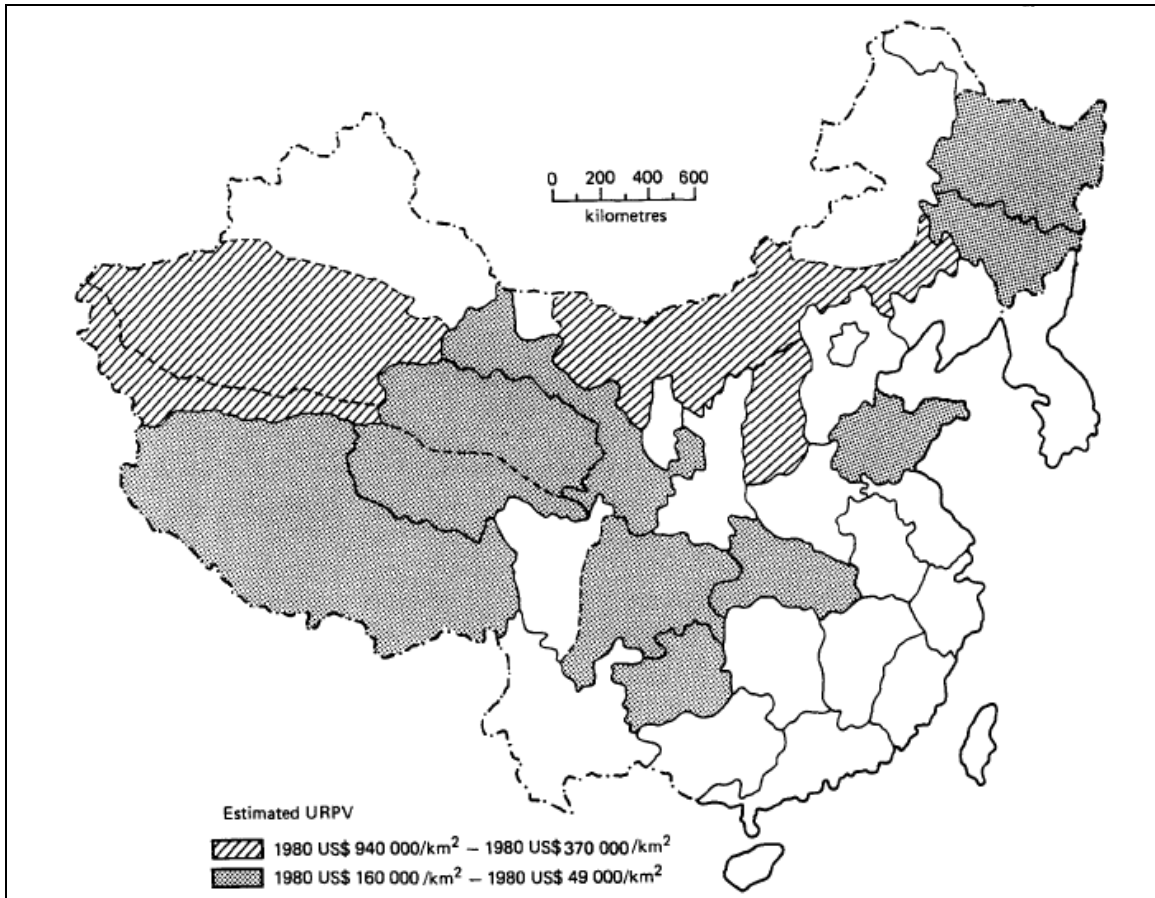 0 200 400 600
kilometres
Estimated URPV
1980 US$ 940 000/km² – 1980 US$ 370 000/km²
1980 US$ 160 000/km² – 1980 US$ 49 000/km²